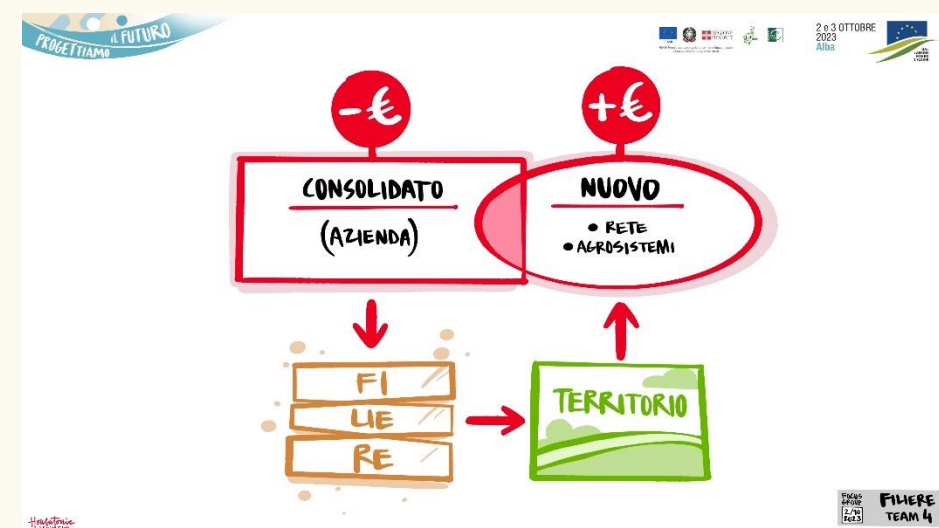 PROGETTIAMO IL FUTURO
2 e 3 OTTOBRE
2023
Alba
-€
+€
CONSOLIDATO
(AZIENDA)
NUOVO
• RETE
• AGROSISTEMI
FI
LIE
RE
TERRITORIO
Housatonic
FOCUS
GROUP
2/10
2023
FILIERE
TEAM 4